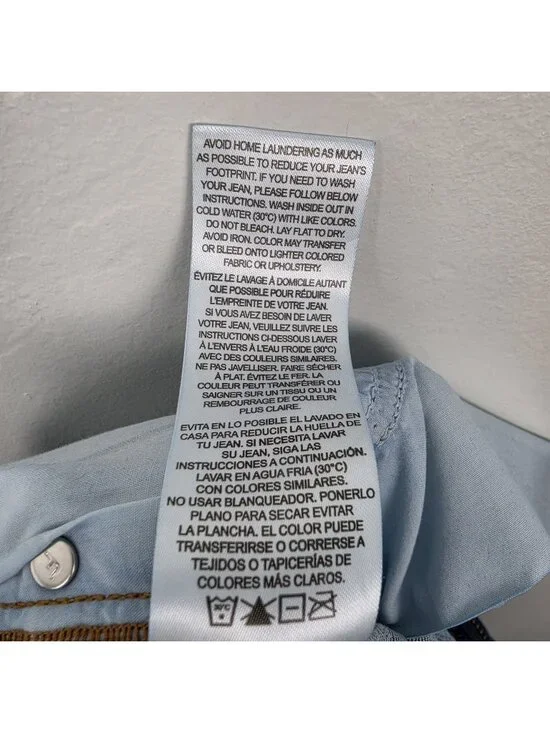 AVOID HOME LAUNDERING AS MUCH
AS POSSIBLE TO REDUCE YOUR JEAN'S
FOOTPRINT. IF YOU NEED TO WASH
YOUR JEAN, PLEASE FOLLOW BELOW
INSTRUCTIONS. WASH INSIDE OUT IN
COLD WATER (30°C) WITH LIKE COLORS.
DO NOT BLEACH. LAY FLAT TO DRY.
AVOID IRON. COLOR MAY TRANSFER
OR BLEED ONTO LIGHTER COLORED
FABRIC OR UPHOLSTERY.
ÉVITEZ LE LAVAGE À DOMICILE AUTANT
QUE POSSIBLE POUR RÉDUIRE
L'EMPREINTE DE VOTRE JEAN.
SI VOUS AVEZ BESOIN DE LAVER
VOTRE JEAN, VEUILLEZ SUIVRE LES
INSTRUCTIONS CI-DESSOUS LAVER
À L'ENVERS À L'EAU FROIDE (30°C)
AVEC DES COULEURS SIMILAIRES.
NE PAS JAVELLISER. FAIRE SÉCHER
À PLAT. ÉVITEZ LE FER. LA
COULEUR PEUT TRANSFÉRER OU
SAIGNER SUR UN TISSU OU UN
REMBOURRAGE DE COULEUR
PLUS CLAIRE.
EVITA EN LO POSIBLE EL LAVADO EN
CASA PARA REDUCIR LA HUELLA DE
TU JEAN. SI NECESITA LAVAR
SU JEAN, SIGA LAS
INSTRUCCIONES A CONTINUACIÓN.
LAVAR EN AGUA FRIA (30°C)
CON COLORES SIMILARES.
NO USAR BLANQUEADOR. PONERLO
PLANO PARA SECAR EVITAR
LA PLANCHA. EL COLOR PUEDE
TRANSFERIRSE O CORRERSE A
TEJIDOS O TAPICERÍAS DE
COLORES MÁS CLAROS.
30°C